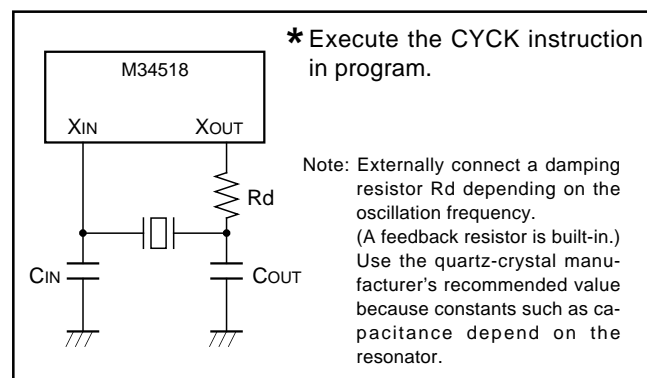 * Execute the CYCK instruction
in program.
M34518
XIN
XOUT
Note: Externally connect a damping
resistor Rd depending on the
oscillation frequency.
(A feedback resistor is built-in.)
Use the quartz-crystal manu-
facturer's recommended value
because constants such as ca-
pacitance depend on the
resonator.
Rd
CIN
COUT